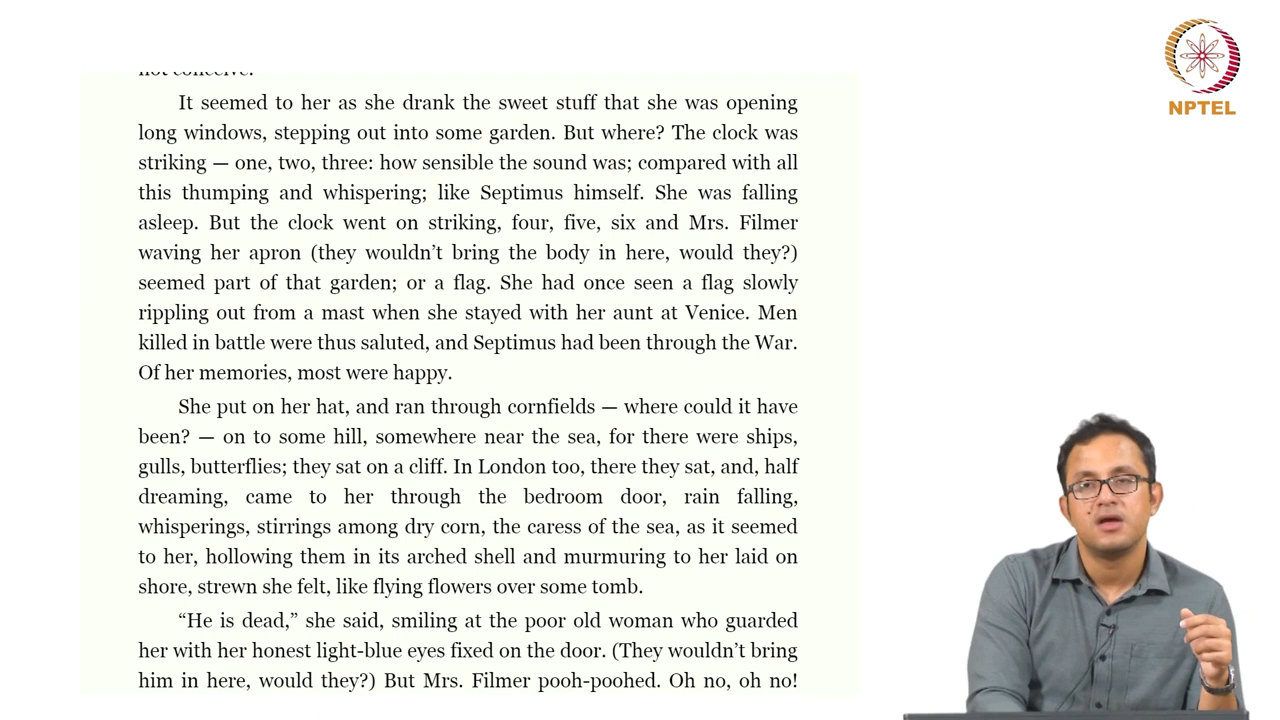 not conceive.
It seemed to her as she drank the sweet stuff that she was opening
long windows, stepping out into some garden. But where? The clock was
striking — one, two, three: how sensible the sound was; compared with all
this thumping and whispering; like Septimus himself. She was falling
asleep. But the clock went on striking, four, five, six and Mrs. Filmer
waving her apron (they wouldn’t bring the body in here, would they?)
seemed part of that garden; or a flag. She had once seen a flag slowly
rippling out from a mast when she stayed with her aunt at Venice. Men
killed in battle were thus saluted, and Septimus had been through the War.
Of her memories, most were happy.
She put on her hat, and ran through cornfields — where could it have
been? — on to some hill, somewhere near the sea, for there were ships,
gulls, butterflies; they sat on a cliff. In London too, there they sat, and, half
dreaming, came to her through the bedroom door, rain falling,
whisperings, stirrings among dry corn, the caress of the sea, as it seemed
to her, hollowing them in its arched shell and murmuring to her laid on
shore, strewn she felt, like flying flowers over some tomb.
“He is dead,” she said, smiling at the poor old woman who guarded
her with her honest light-blue eyes fixed on the door. (They wouldn’t bring
him in here, would they?) But Mrs. Filmer pooh-poohed. Oh no, oh no!
NPTEL